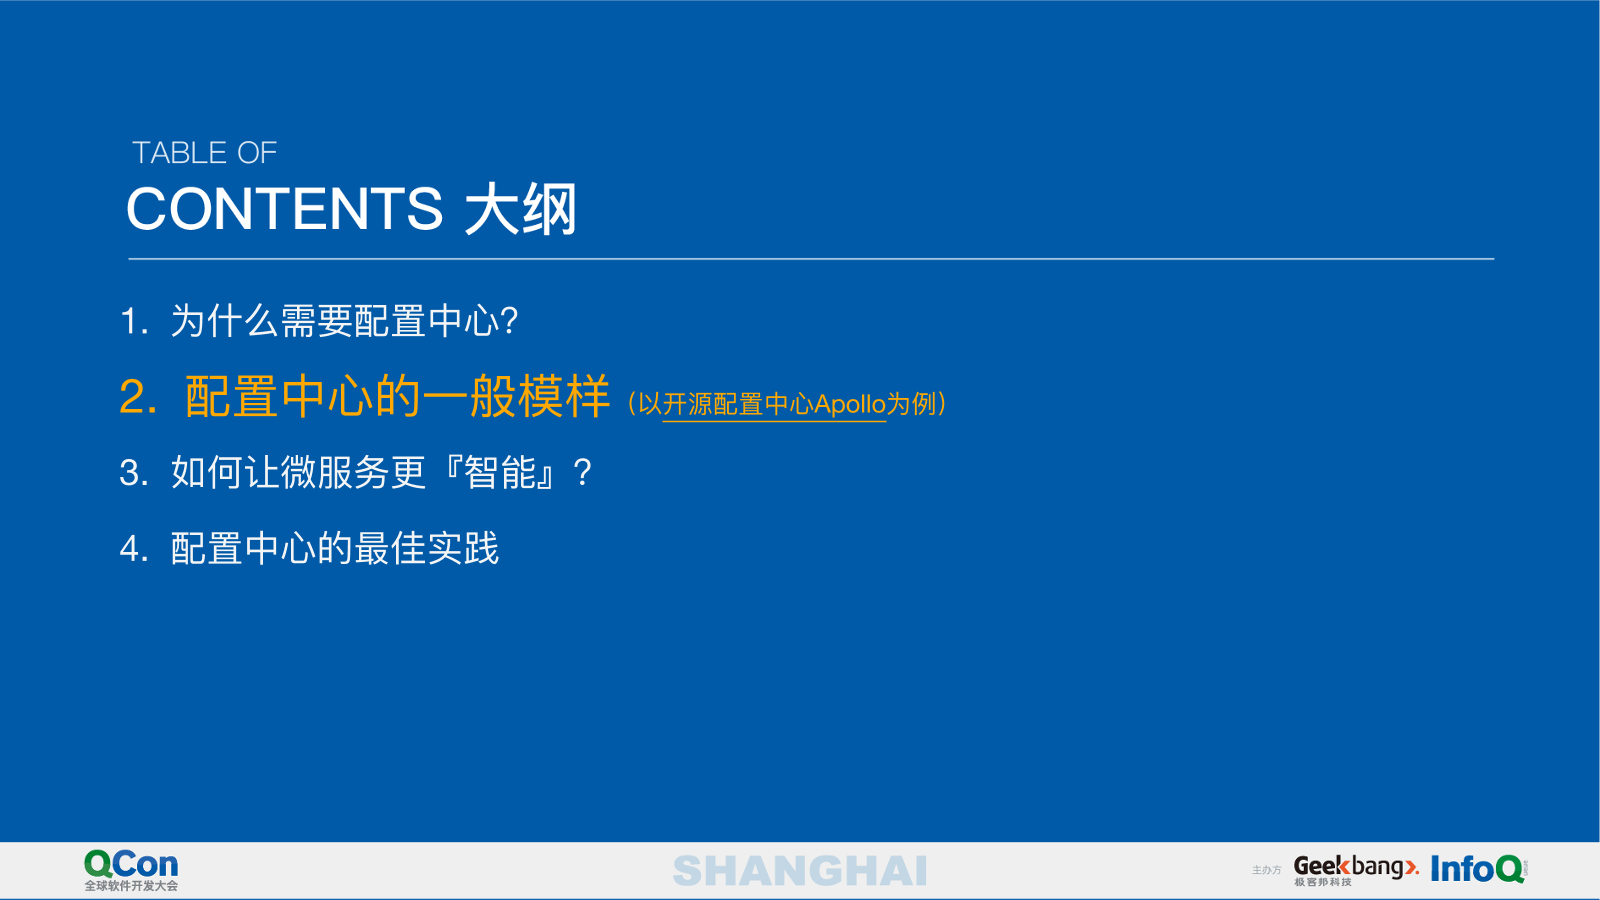 TABLE OF
CONTENTS 大纲
1. 为什么需要配置中心？
2. 配置中心的一般模样（以开源配置中心Apollo为例）
3. 如何让微服务更『智能』？
4. 配置中心的最佳实践
QCon
全球软件开发大会
SHANGHAI
主办方
Geekbang>.
极客邦科技
InfoQ